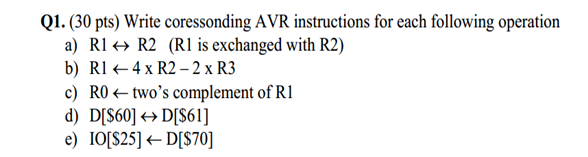 Q1. (30 pts) Write coressonding AVR instructions for each following operation
a) R1 ↔ R2 (R1 is exchanged with R2)
b) R1 ← 4 x R2 – 2 x R3
c) R0 ← two's complement of R1
d) D[$60] ↔ D[$61]
e) IO[$25] ← D[$70]